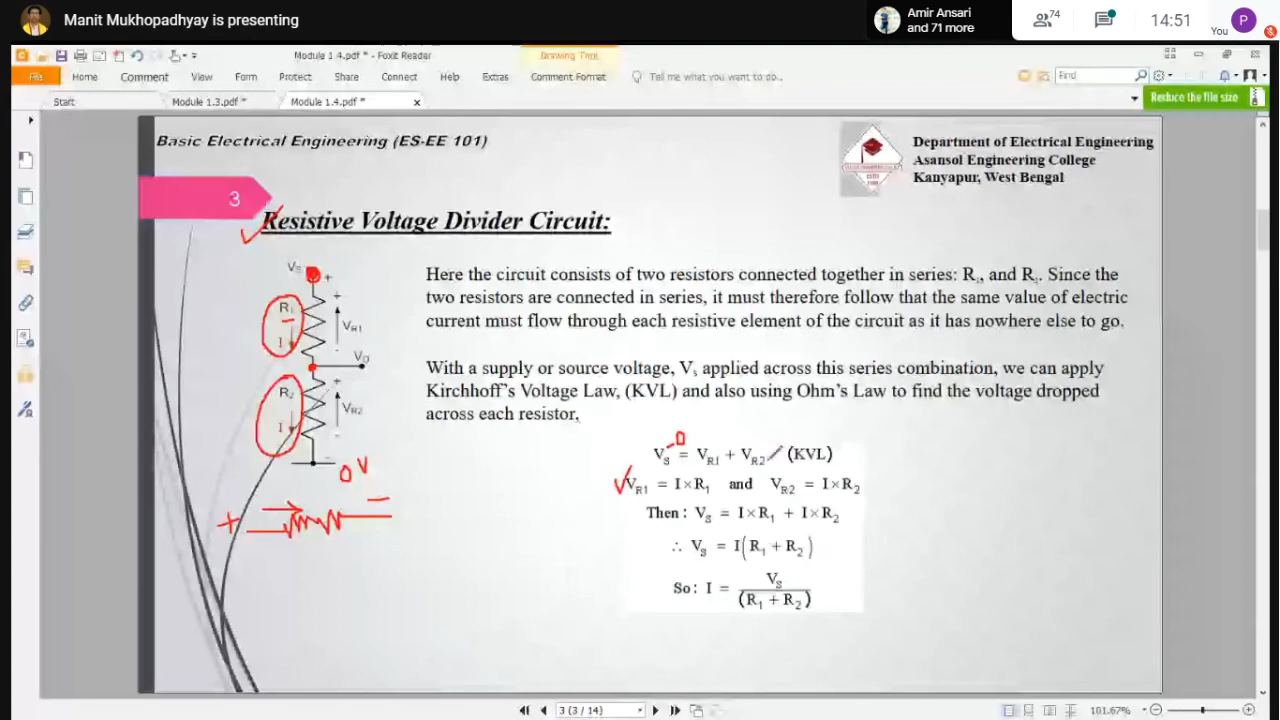 Manit Mukhopadhyay is presenting
Amir Ansari
and 71 more
74
14:51
You
P
Module 1.4.pdf * - Foxit Reader
Drawing Tool
File
Home
Comment
View
Form
Protect
Share
Connect
Help
Extras
Comment Format
Tell me what you want to do...
Find
Start
Module 1.3.pdf *
Module 1.4.pdf *
Reduce the file size
Basic Electrical Engineering (ES-EE 101)
Department of Electrical Engineering
Asansol Engineering College
Kanyapur, West Bengal
3
Resistive Voltage Divider Circuit:
Here the circuit consists of two resistors connected together in series: R₁, and R₂. Since the
two resistors are connected in series, it must therefore follow that the same value of electric
current must flow through each resistive element of the circuit as it has nowhere else to go.
With a supply or source voltage, Vs applied across this series combination, we can apply
Kirchhoff's Voltage Law, (KVL) and also using Ohm's Law to find the voltage dropped
across each resistor,
VS
+
R1
I
+
VR1
-
VO
R2
I
+
VR2
-
0 V
+
-
-0
VS = VR1 + VR2 (KVL)
VR1 = I×R1 and VR2 = I×R2
Then: VS = I×R1 + I×R2
∴ VS = I(R1 + R2)
So: I = VS / (R1 + R2)
3 (3 / 14)
101.67%